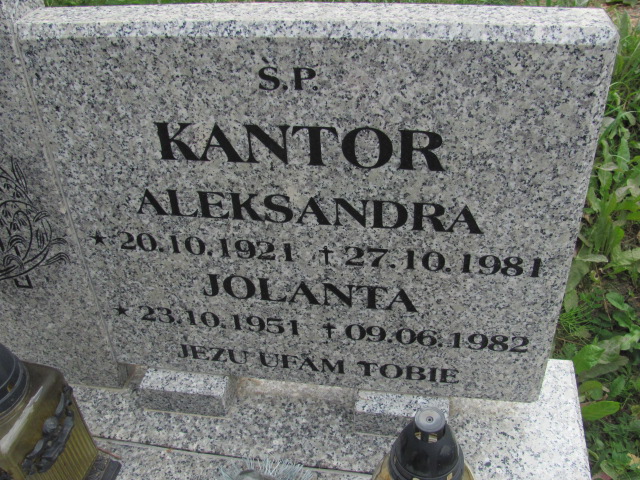 Ś.P.
KANTOR
ALEKSANDRA
★ 20.10.1921 † 27.10.1981
JOLANTA
★ 23.10.1951 † 09.06.1982
JEZU UFAM TOBIE